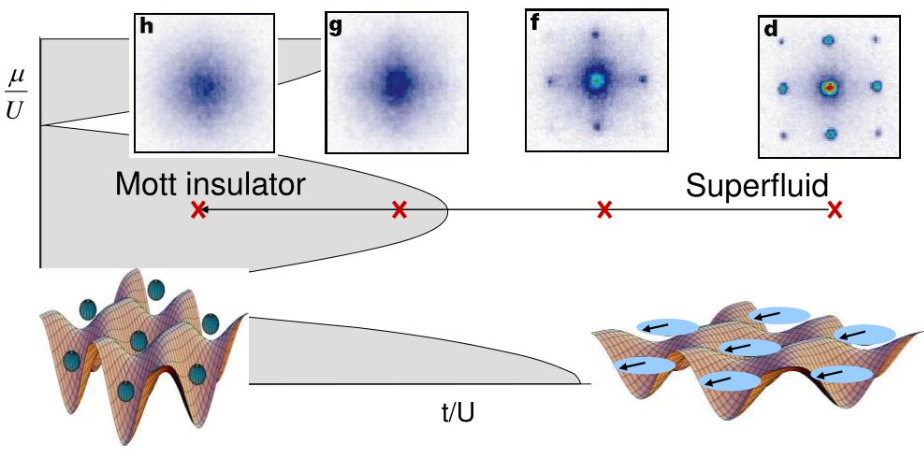 h
g
f
d
μ
U
Mott insulator
Superfluid
t/U